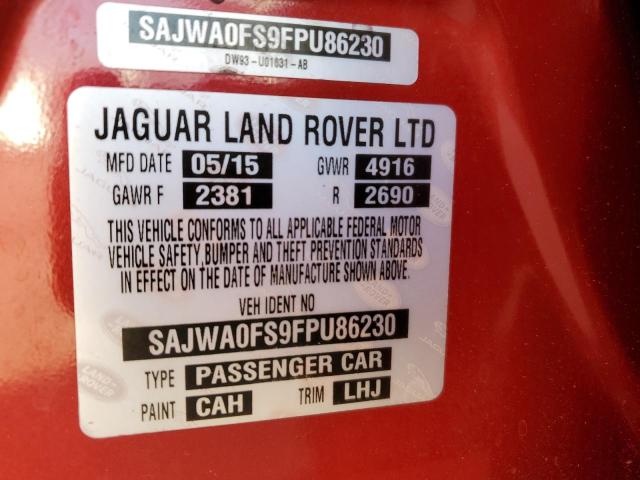 SAJWA0FS9FPU86230
DW93-U01631-AB
JAGUAR LAND ROVER LTD
MFD DATE 05/15 GVWR 4916
GAWR F 2381 R 2690
THIS VEHICLE CONFORMS TO ALL APPLICABLE FEDERAL MOTOR
VEHICLE SAFETY, BUMPER AND THEFT PREVENTION STANDARDS
IN EFFECT ON THE DATE OF MANUFACTURE SHOWN ABOVE.
VEH IDENT NO
SAJWA0FS9FPU86230
TYPE PASSENGER CAR
PAINT CAH TRIM LHJ